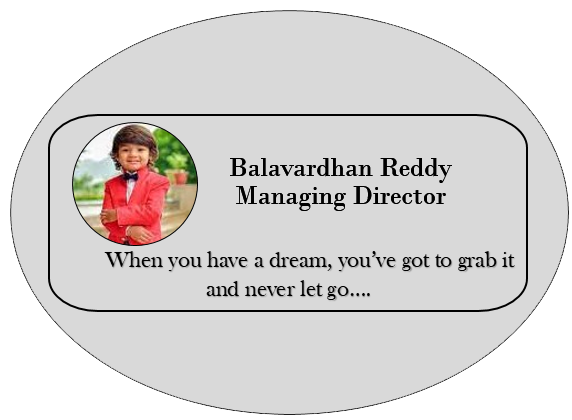 Balavardhan Reddy
Managing Director
When you have a dream, you’ve got to grab it
and never let go....